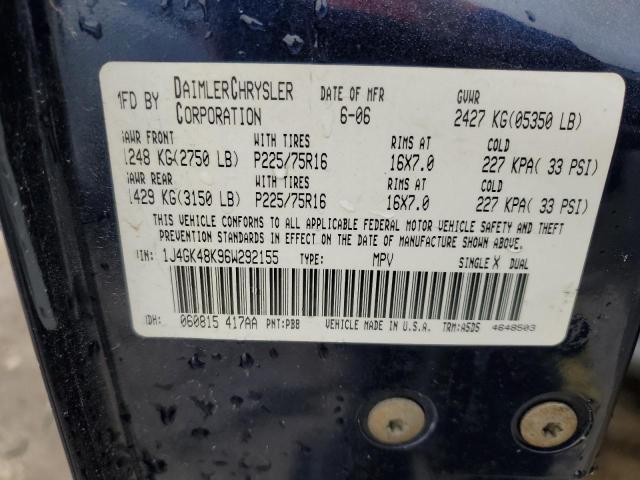 MFD BY DAIMLERCHRYSLER CORPORATION DATE OF MFR 6-06 GVWR 2427 KG(05350 LB)
GAWR FRONT WITH TIRES RIMS AT COLD
1248 KG(2750 LB) P225/75R16 16X7.0 227 KPA( 33 PSI)
GAWR REAR WITH TIRES RIMS AT COLD
1429 KG(3150 LB) P225/75R16 16X7.0 227 KPA( 33 PSI)
THIS VEHICLE CONFORMS TO ALL APPLICABLE FEDERAL MOTOR VEHICLE SAFETY AND THEFT
PREVENTION STANDARDS IN EFFECT ON THE DATE OF MANUFACTURE SHOWN ABOVE.
VIN: 1J4GK48K96W292155 TYPE: MPV SINGLE X DUAL
MDH: 060815 417AA PNT:PBB VEHICLE MADE IN U.S.A. TRM:A5DS 4648503